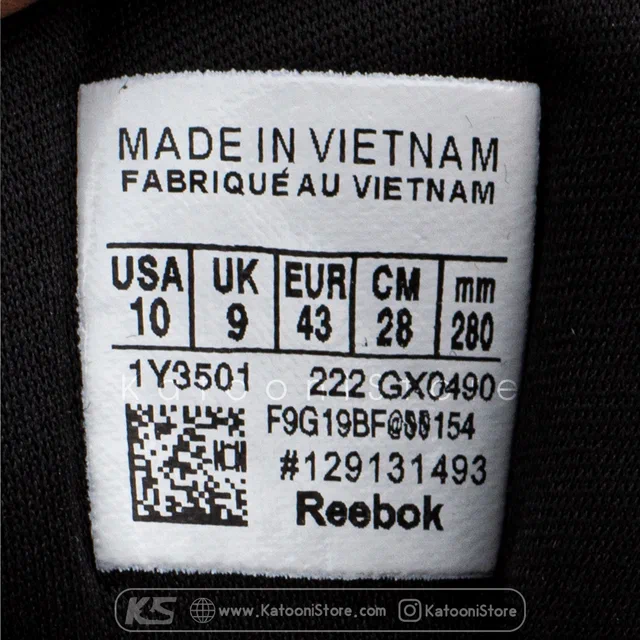 MADE IN VIETNAM
FABRIQUÉ AU VIETNAM
USA UK EUR CM mm
10 9 43 28 280
1Y3501 222 GX0490
KatooniStore
F9G19BF@§§154
#129131493
Reebok
KS www.KatooniStore.com KatooniStore